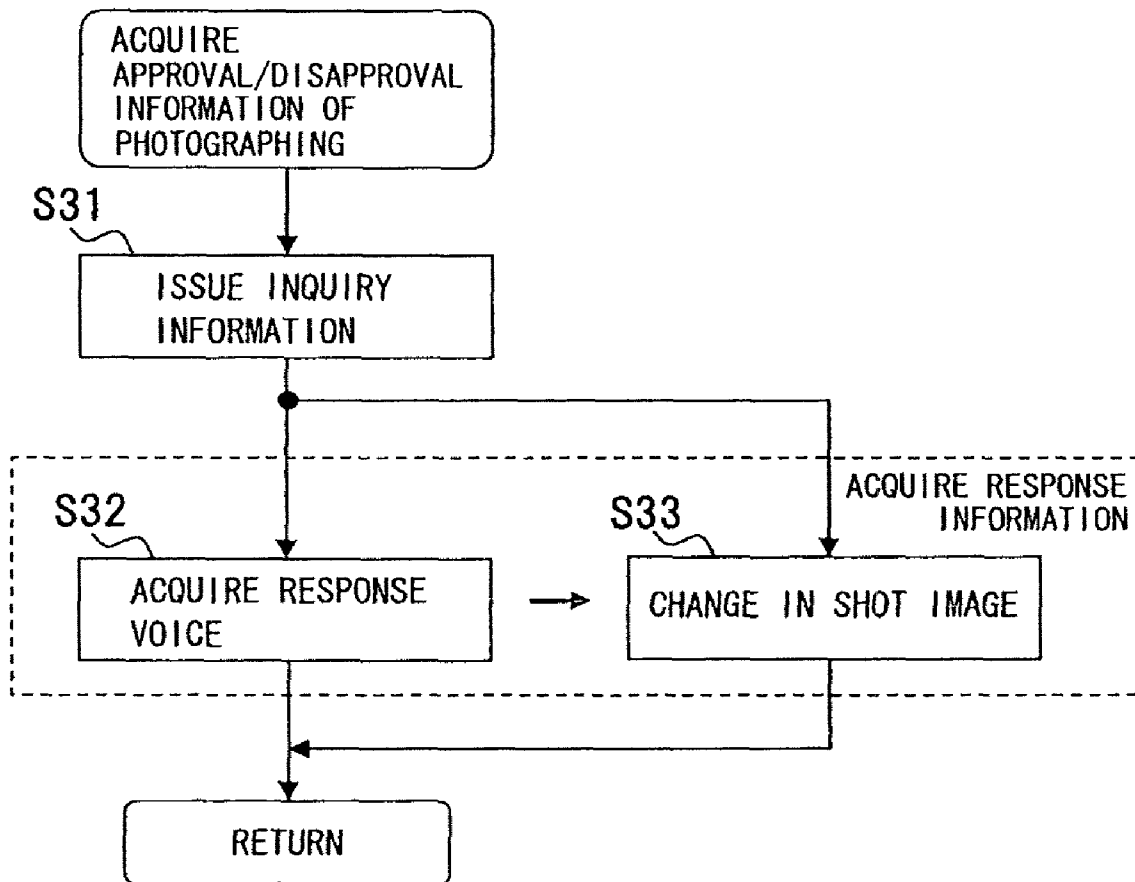 ACQUIRE
APPROVAL/DISAPPROVAL
INFORMATION OF
PHOTOGRAPHING
S31
ISSUE INQUIRY
INFORMATION
ACQUIRE RESPONSE
INFORMATION
S32
ACQUIRE RESPONSE
VOICE
S33
CHANGE IN SHOT IMAGE
RETURN